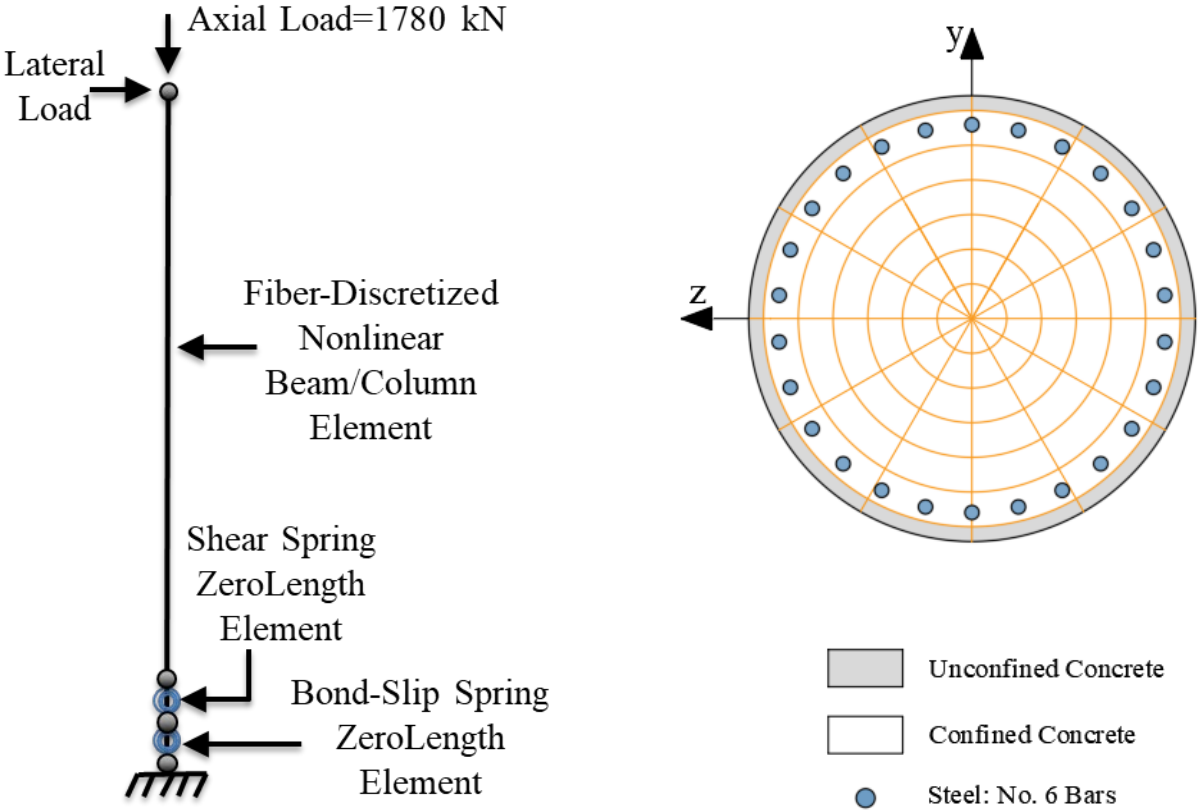 Axial Load=1780 kN
Lateral
Load
Fiber-Discretized
Nonlinear
Beam/Column
Element
Shear Spring
ZeroLength
Element
Bond-Slip Spring
ZeroLength
Element
y
z
Unconfined Concrete
Confined Concrete
Steel: No. 6 Bars